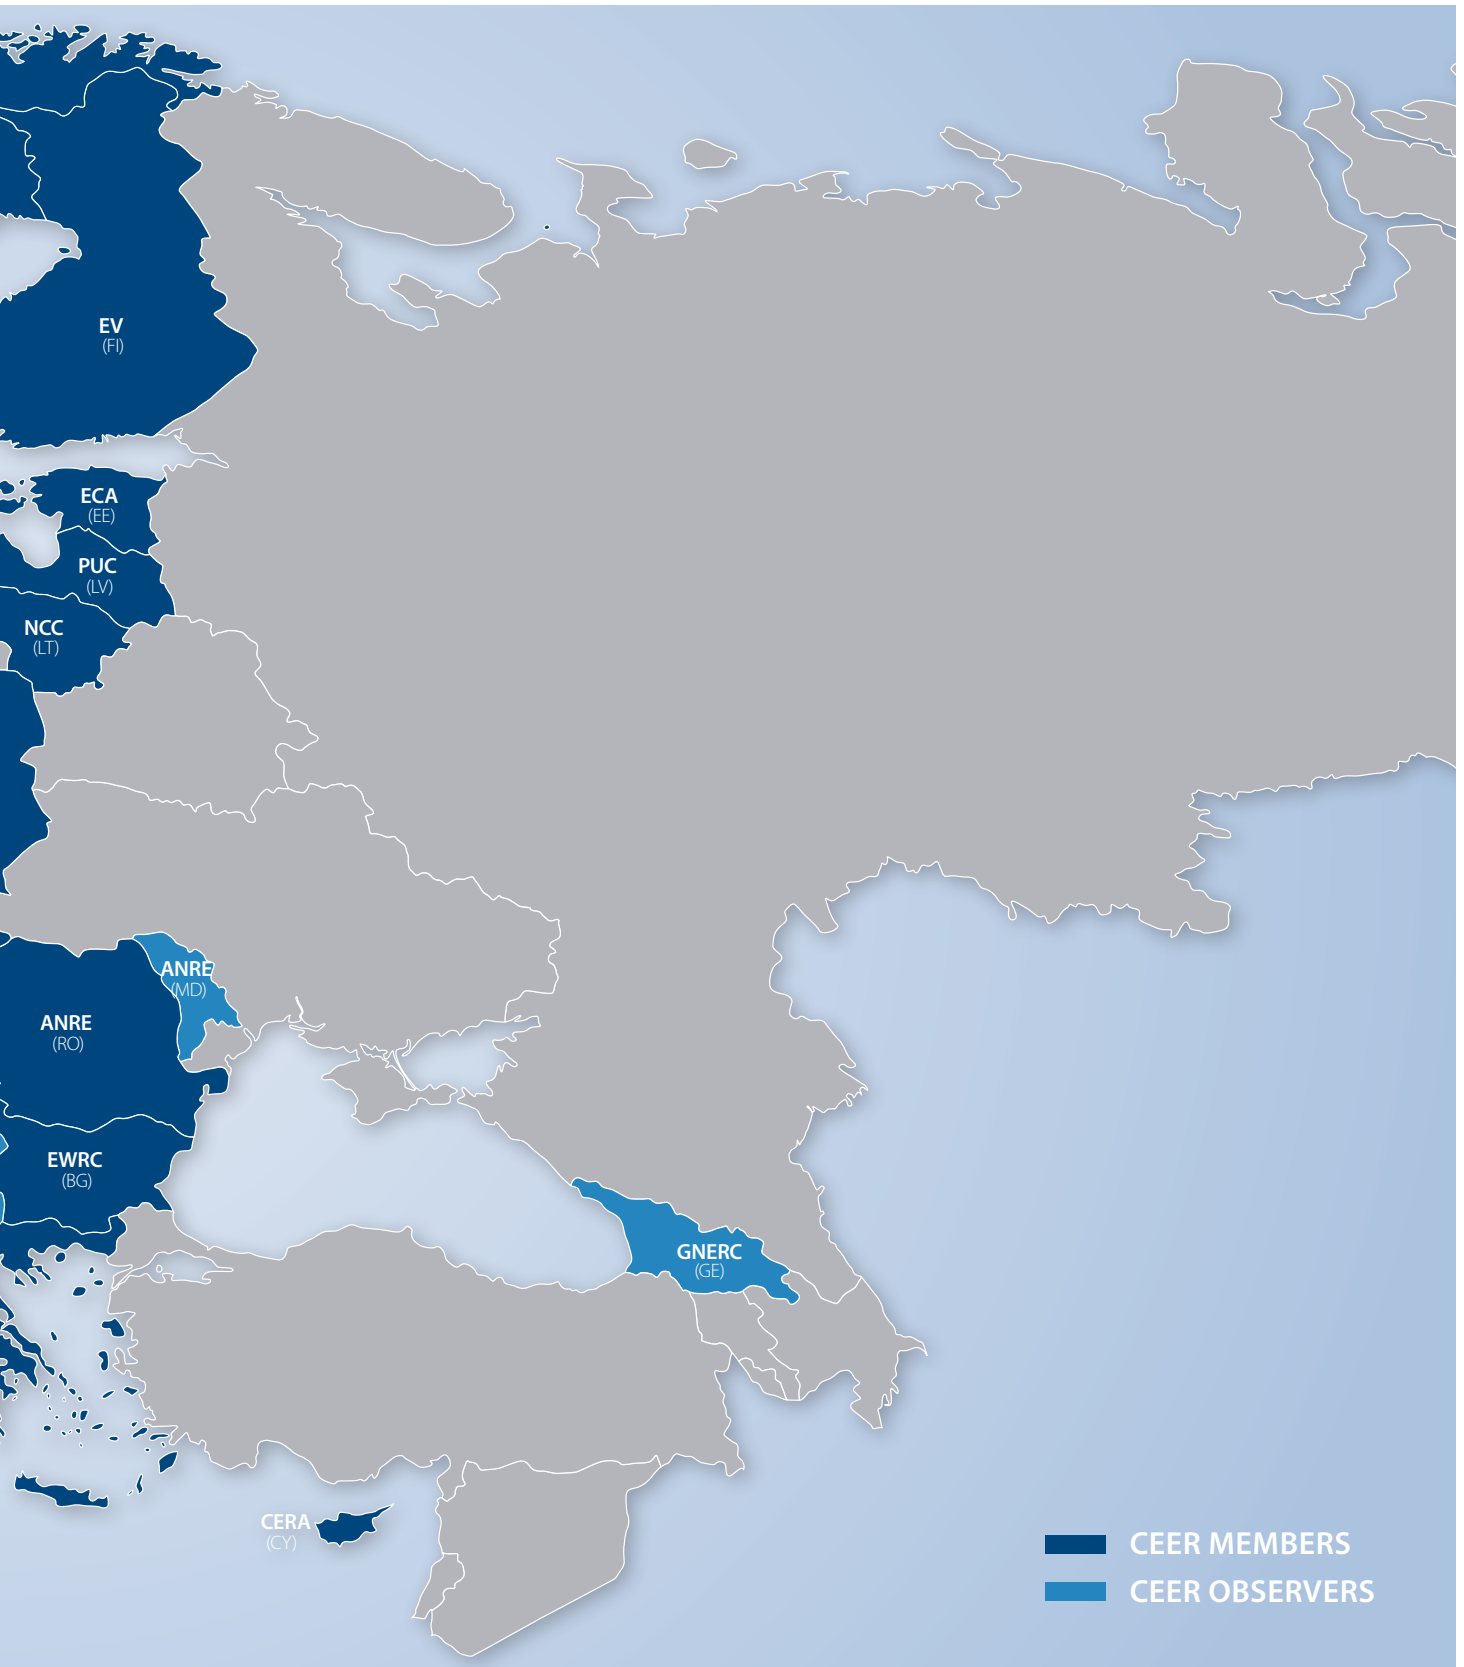 EV
(FI)
ECA
(EE)
PUC
(LV)
NCC
(LT)
ANRE
(MD)
ANRE
(RO)
EWRC
(BG)
GNERC
(GE)
CERA
(CY)
CEER MEMBERS
CEER OBSERVERS